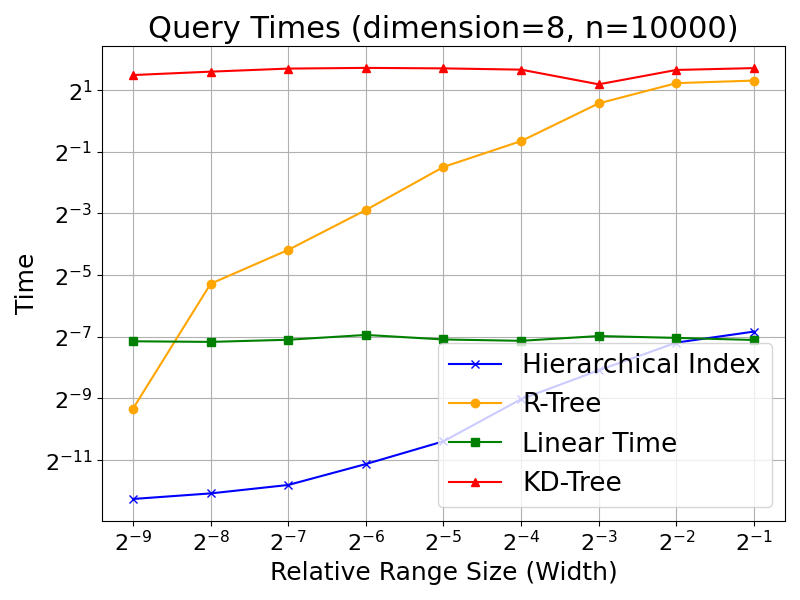 Query Times (dimension=8, n=10000)
Time
2¹
2⁻¹
2⁻³
2⁻⁵
2⁻⁷
2⁻⁹
2⁻¹¹
Hierarchical Index
R-Tree
Linear Time
KD-Tree
2⁻⁹ 2⁻⁸ 2⁻⁷ 2⁻⁶ 2⁻⁵ 2⁻⁴ 2⁻³ 2⁻² 2⁻¹
Relative Range Size (Width)